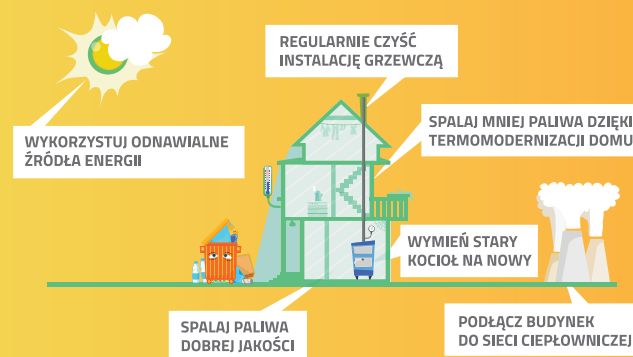 REGULARNIE CZYŚĆ
INSTALACJĘ GRZEWCZĄ
WYKORZYSTUJ ODNAWIALNE
ŹRÓDŁA ENERGII
SPALAJ MNIEJ PALIWA DZIĘKI
TERMOMODERNIZACJI DOMU
WYMIEŃ STARY
KOCIOŁ NA NOWY
SPALAJ PALIWA
DOBREJ JAKOŚCI
PODŁĄCZ BUDYNEK
DO SIECI CIEPŁOWNICZEJ